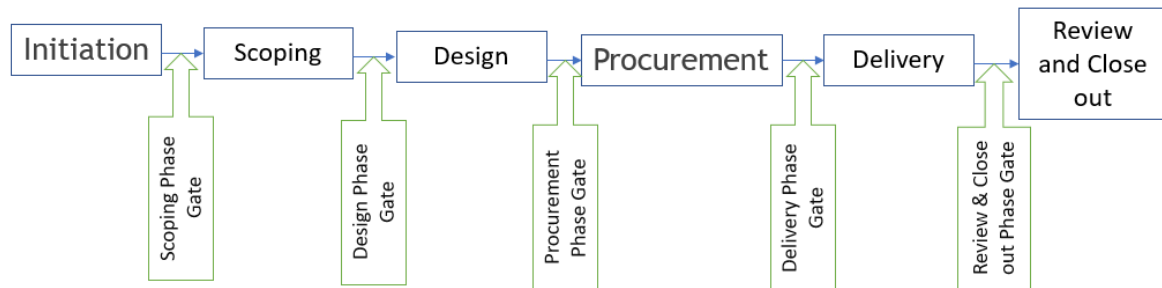 Initiation
Scoping
Design
Procurement
Delivery
Review
and Close
out
Scoping Phase
Gate
Design Phase
Gate
Procurement
Phase Gate
Delivery Phase
Gate
Review & Close
out Phase Gate